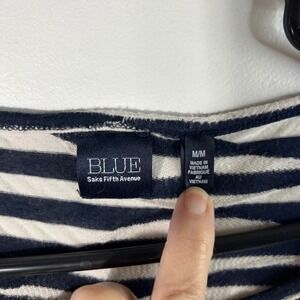 BLUE
Saks Fifth Avenue
M/M
MADE IN
VIETNAM
FABRIQUÉ
AU
VIETNAM